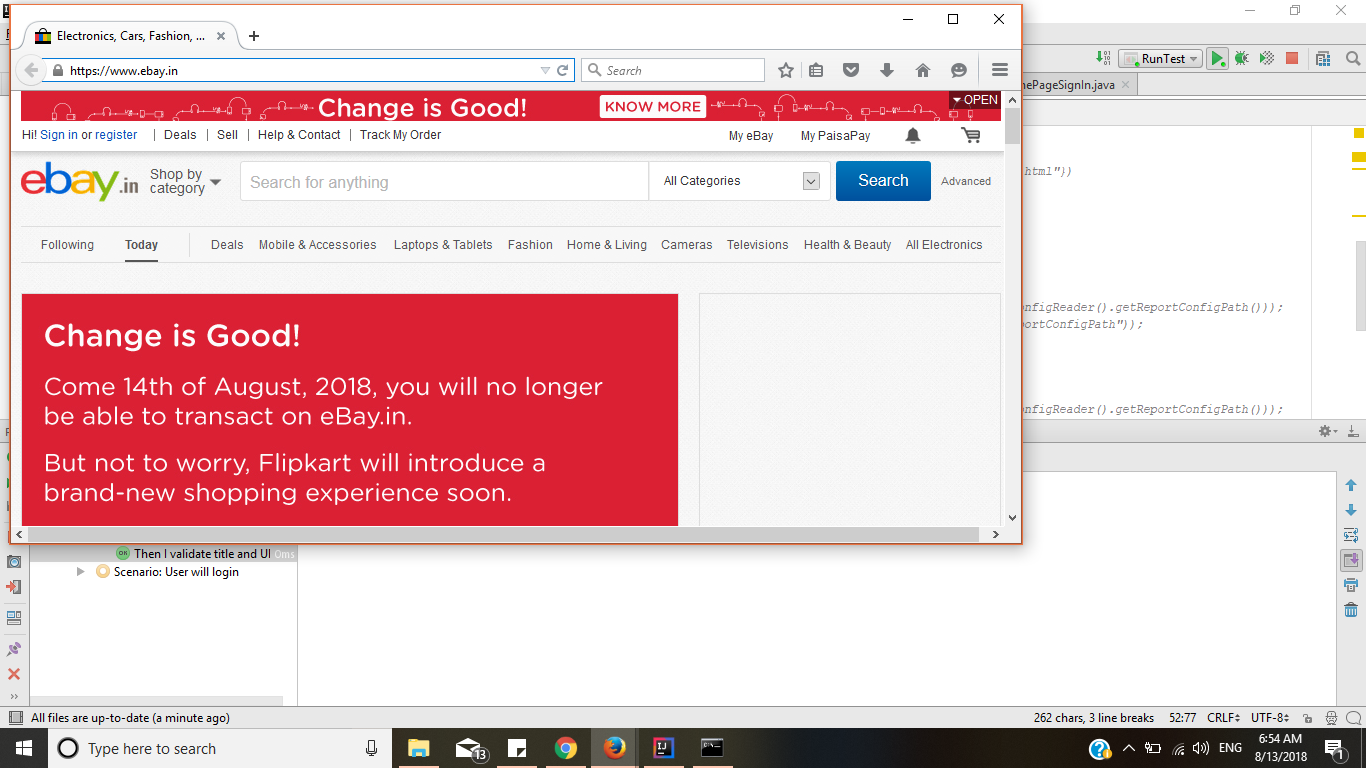 Electronics, Cars, Fashion, ...
https://www.ebay.in
Search
Change is Good! KNOW MORE OPEN
Hi! Sign in or register | Deals | Sell | Help & Contact | Track My Order My eBay My PaisaPay
ebay.in Shop by category Search for anything All Categories Search Advanced
Following Today Deals Mobile & Accessories Laptops & Tablets Fashion Home & Living Cameras Televisions Health & Beauty All Electronics
Change is Good!
Come 14th of August, 2018, you will no longer
be able to transact on eBay.in.
But not to worry, Flipkart will introduce a
brand-new shopping experience soon.
RunTest
nePageSignIn.java
html"))
onfigReader().getReportConfigPath()));
portConfigPath"));
onfigReader().getReportConfigPath()));
OK Then I validate title and UI 0ms
Scenario: User will login
All files are up-to-date (a minute ago) 262 chars, 3 line breaks 52:77 CRLF UTF-8
Type here to search 13 ENG 6:54 AM
8/13/2018 1